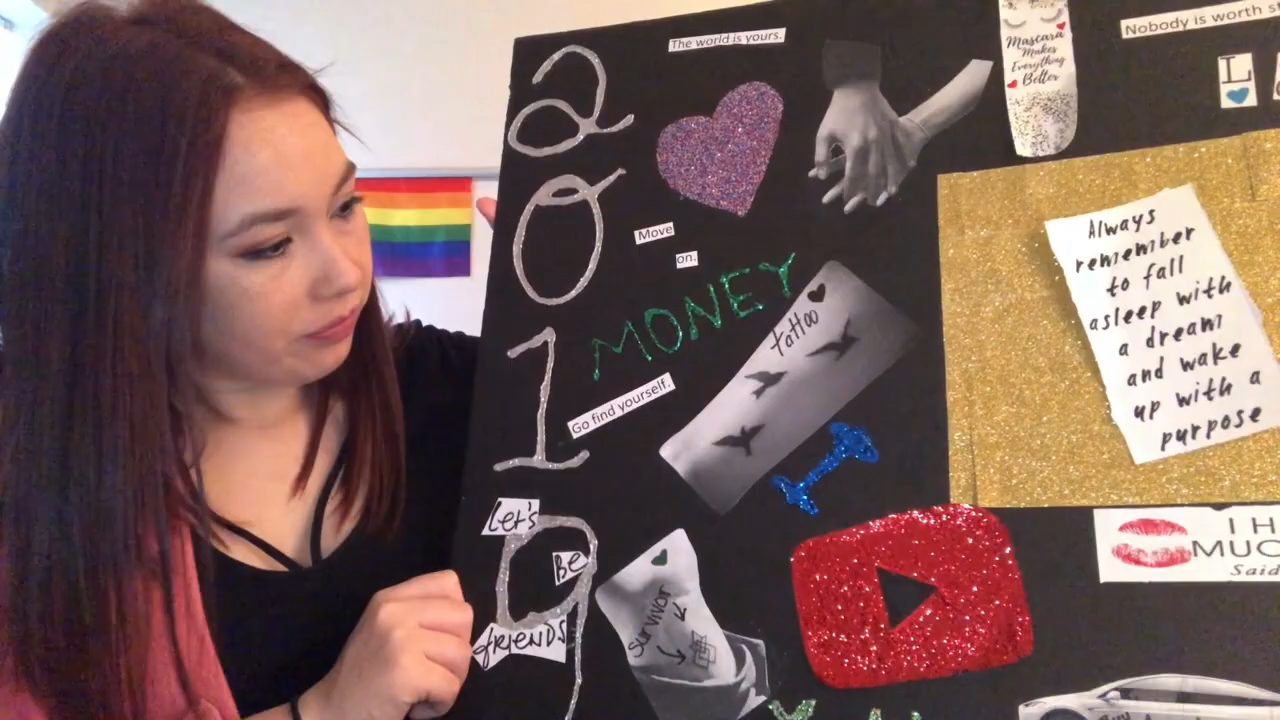 2019
The world is yours.
Mascara
Makes
Everything
Better
Nobody is worth
L
Move
on.
MONEY
tattoo
Go find yourself.
Always
remember
to fall
asleep with
a dream
and wake
up with a
purpose
Let's
Be
friends
survivor
I H
MUC
Said